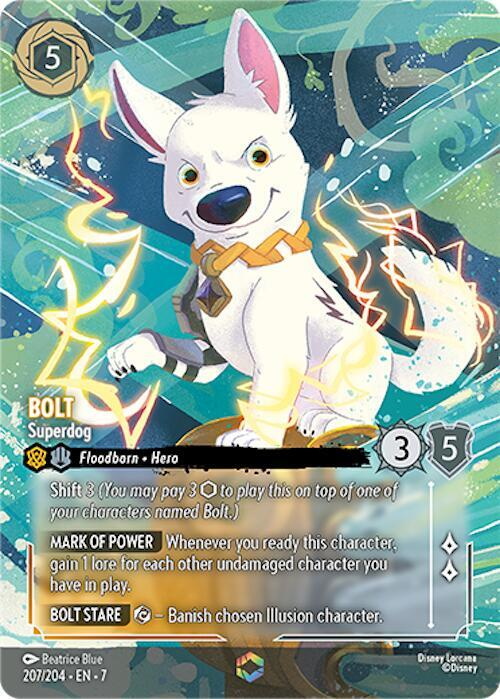 5
BOLT
Superdog
Floodborn • Hero
3 5
Shift 3 (You may pay 3 to play this on top of one of
your characters named Bolt.)
MARK OF POWER Whenever you ready this character,
gain 1 lore for each other undamaged character you
have in play.
BOLT STARE – Banish chosen Illusion character.
Beatrice Blue
207/204 • EN • 7
Disney Lorcana
©Disney